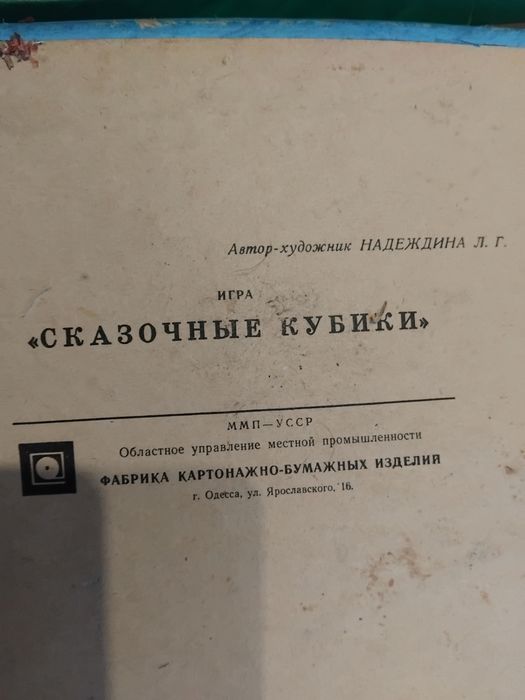 Автор-художник НАДЕЖДИНА Л. Г.
ИГРА
«СКАЗОЧНЫЕ КУБИКИ»
ММП—УССР
Областное управление местной промышленности
ФАБРИКА КАРТОНАЖНО-БУМАЖНЫХ ИЗДЕЛИЙ
г. Одесса, ул. Ярославского, 16.